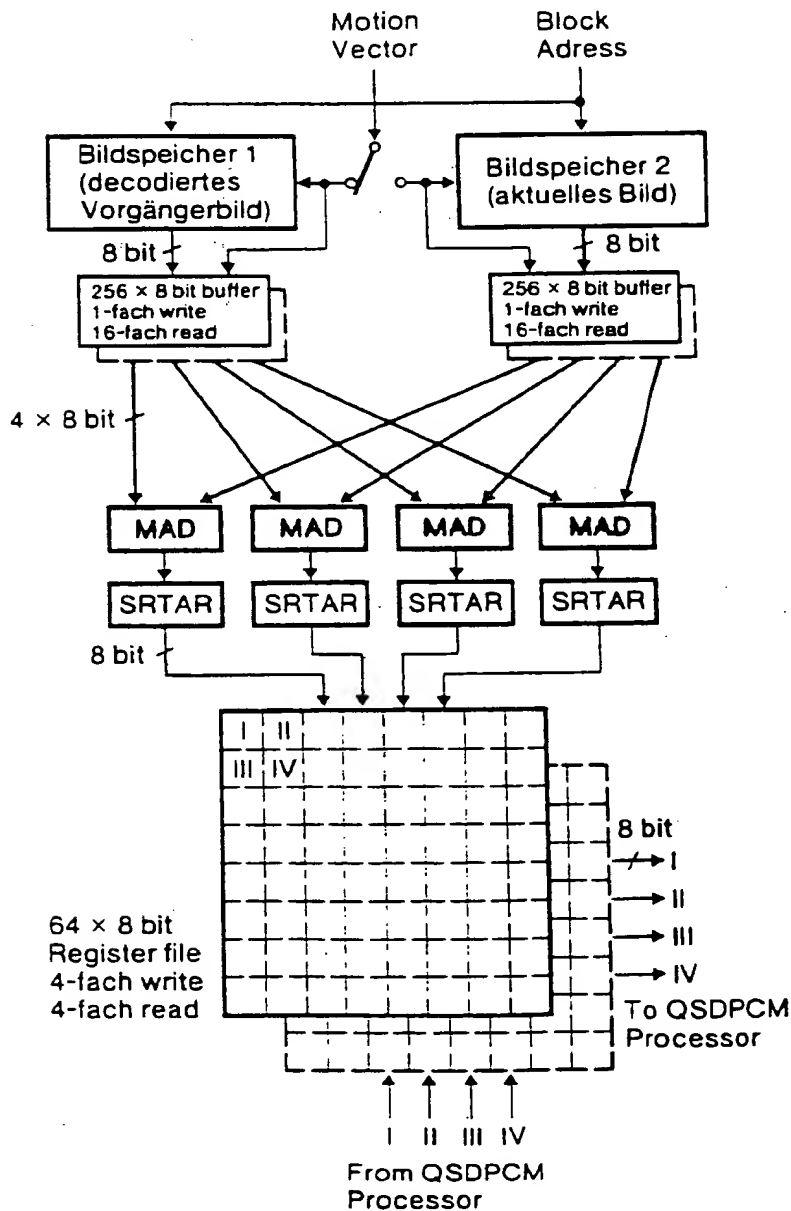 Motion
Vector
Block
Adress
Bildspeicher 1
(decodiertes
Vorgängerbild)
Bildspeicher 2
(aktuelles Bild)
8 bit
8 bit
256 × 8 bit buffer
1-fach write
16-fach read
256 × 8 bit buffer
1-fach write
16-fach read
4 × 8 bit
MAD
MAD
MAD
MAD
SRTAR
SRTAR
SRTAR
SRTAR
8 bit
I II
III IV
8 bit
I
II
III
IV
64 × 8 bit
Register file
4-fach write
4-fach read
To QSDPCM
Processor
I II III IV
From QSDPCM
Processor